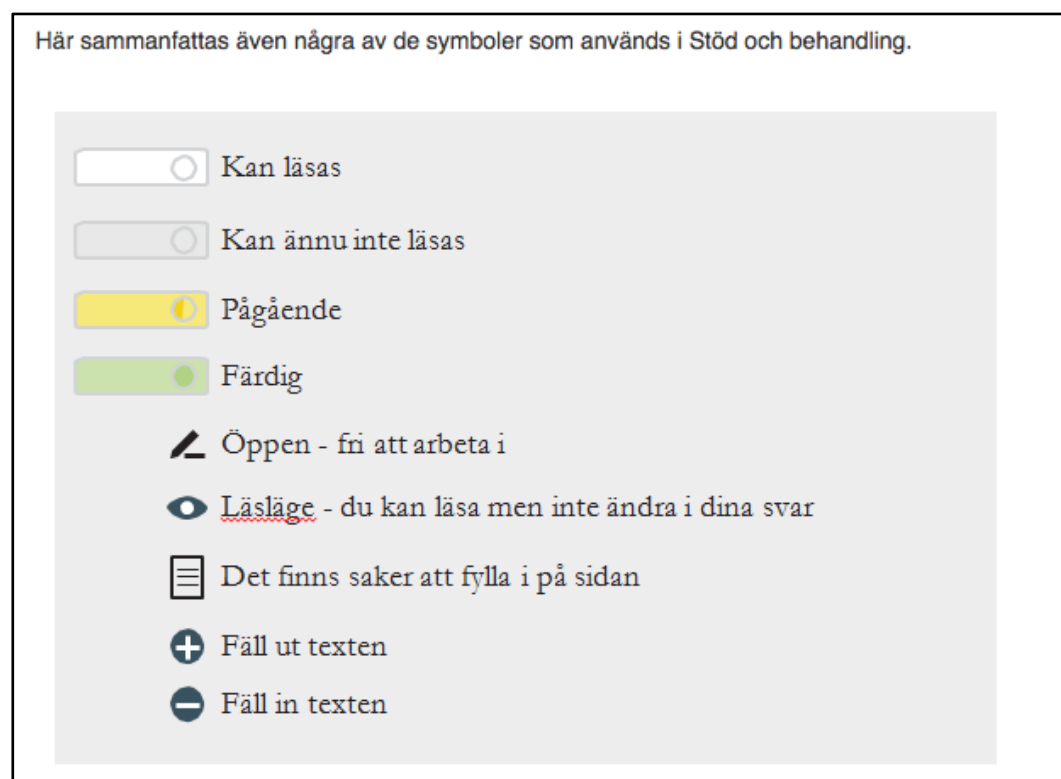 Här sammanfattas även några av de symboler som används i Stöd och behandling.
Kan läsas
Kan ännu inte läsas
Pågående
Färdig
Öppen - fri att arbeta i
Läsläge - du kan läsa men inte ändra i dina svar
Det finns saker att fylla i på sidan
Fäll ut texten
Fäll in texten